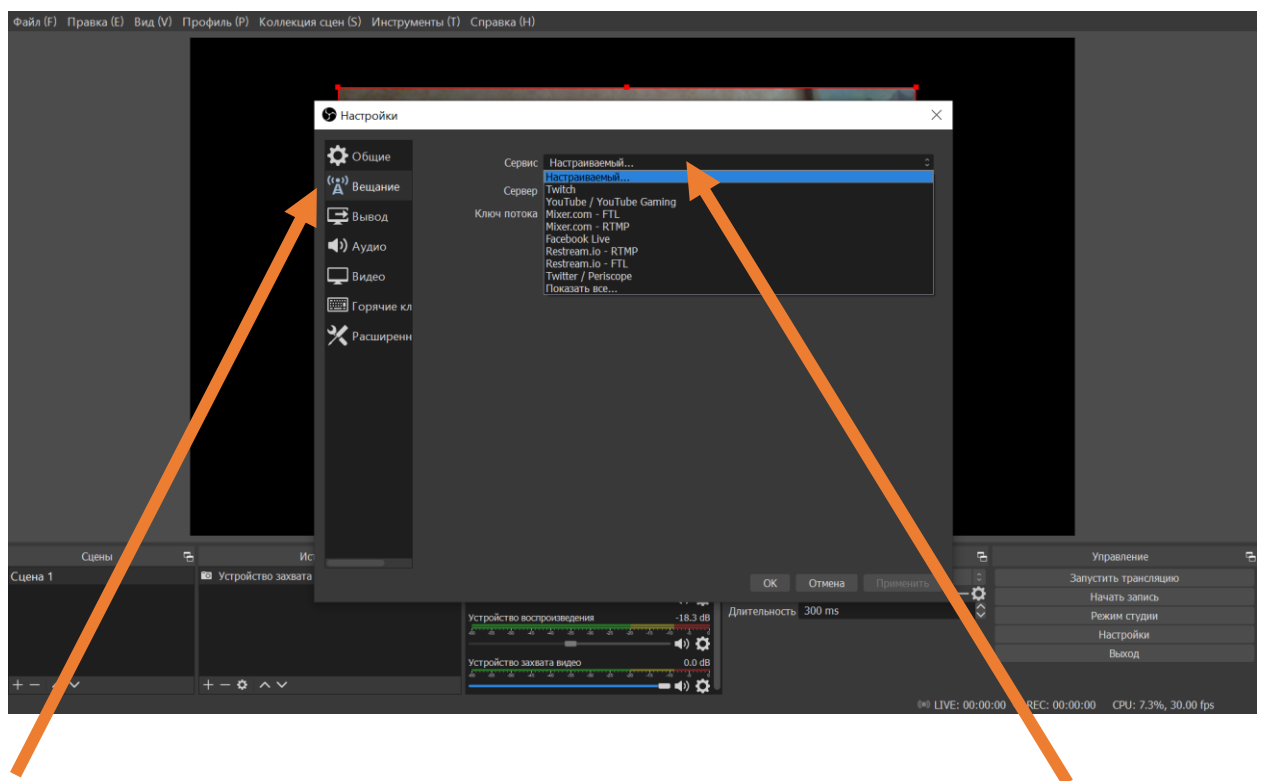 Файл (F) Правка (E) Вид (V) Профиль (P) Коллекция сцен (S) Инструменты (T) Справка (H)
Настройки
Общие
Вещание
Вывод
Аудио
Видео
Горячие кл
Расширенн
Сервис Настраиваемый...
Настраиваемый...
Сервер Twitch
YouTube / YouTube Gaming
Ключ потока Mixer.com - FTL
Mixer.com - RTMP
Facebook Live
Restream.io - RTMP
Restream.io - FTL
Twitter / Periscope
Показать все...
OK Отмена Применить
Сцены
Сцена 1
Ис
Устройство захвата
Устройство воспроизведения -18.3 dB
Устройство захвата видео 0.0 dB
Длительность 300 ms
Управление
Запустить трансляцию
Начать запись
Режим студии
Настройки
Выход
LIVE: 00:00:00 REC: 00:00:00 CPU: 7.3%, 30.00 fps